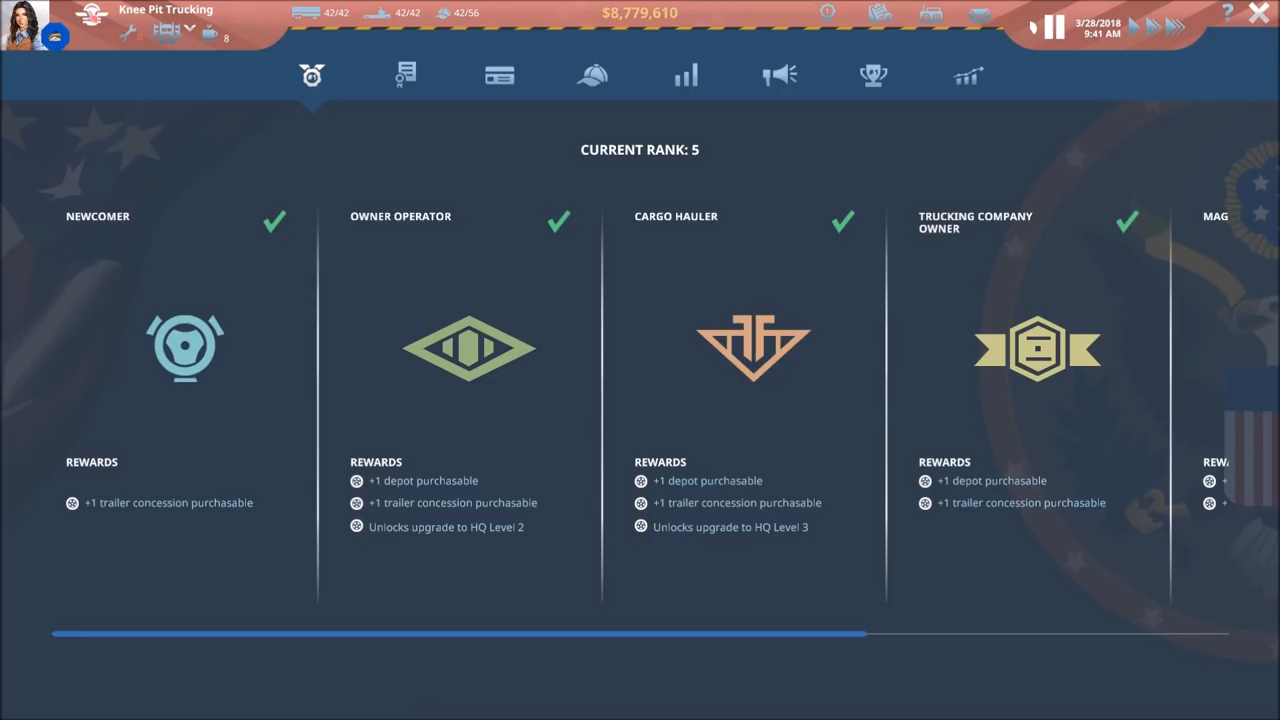 Knee Pit Trucking
42/42
42/42
42/56
$8,779,610
3/28/2018
9:41 AM
?
0
8
CURRENT RANK: 5
NEWCOMER
OWNER OPERATOR
CARGO HAULER
TRUCKING COMPANY
OWNER
MAG
REWARDS
+1 trailer concession purchasable
REWARDS
+1 depot purchasable
+1 trailer concession purchasable
Unlocks upgrade to HQ Level 2
REWARDS
+1 depot purchasable
+1 trailer concession purchasable
Unlocks upgrade to HQ Level 3
REWARDS
+1 depot purchasable
+1 trailer concession purchasable
REW
+
+